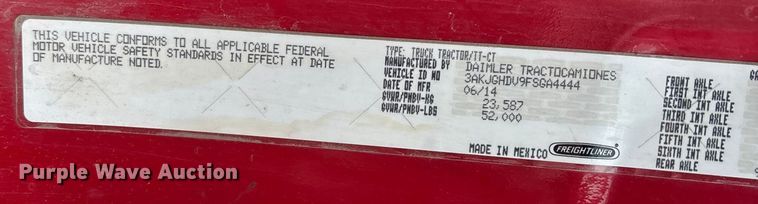 THIS VEHICLE CONFORMS TO ALL APPLICABLE FEDERAL
MOTOR VEHICLE SAFETY STANDARDS IN EFFECT AT DATE
OF MANUFACTURE NOTED.
TYPE: TRUCK TRACTOR/TT-CT
MANUFACTURED BY DAIMLER TRACTOCAMIONES
VEHICLE ID NO 3AKJGHDV9FSGA4444
DATE OF MFR 06/14
GVWR/PNBV-KG 23,587
GVWR/PNBV-LBS 52,000
MADE IN MEXICO FREIGHTLINER
GA
FRONT AXLE
FIRST INT AXLE
SECOND INT AXLE
THIRD INT AXLE
FOURTH INT AXLE
FIFTH INT AXLE
SIXTH INT AXLE
REAR AXLE
Purple Wave Auction